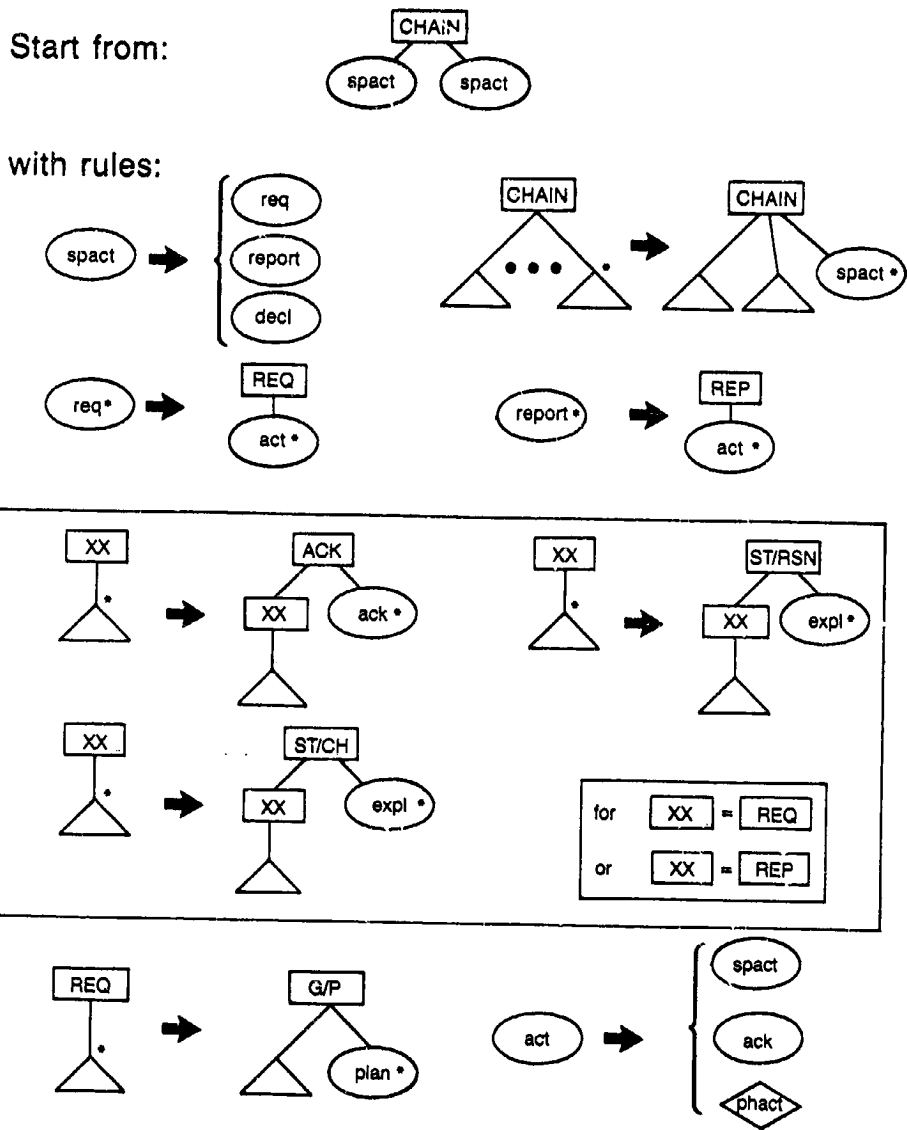 Start from:
CHAIN
spact spact
with rules:
spact
req
report
decl
CHAIN
• • • *
CHAIN
spact *
req *
REQ
act *
report *
REP
act *
XX
*
ACK
XX
ack *
XX
*
ST/RSN
XX
expl *
XX
*
ST/CH
XX
expl *
for XX = REQ
or XX = REP
REQ
*
G/P
plan *
act
spact
ack
phact